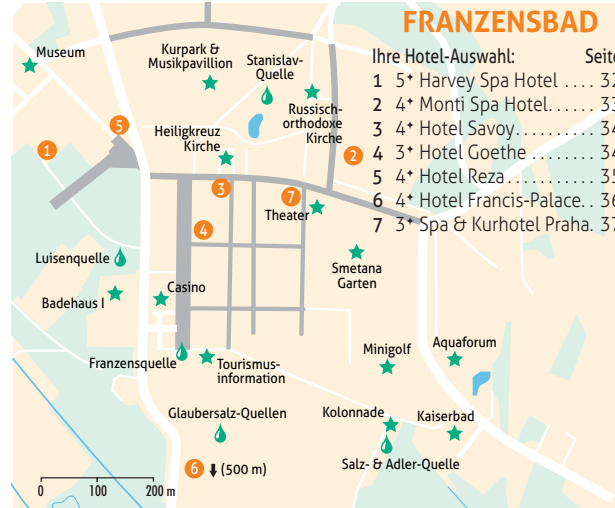 FRANZENSBAD
Ihre Hotel-Auswahl: Seite
1 5* Harvey Spa Hotel .... 32
2 4* Monti Spa Hotel...... 33
3 4* Hotel Savoy.......... 34
4 3* Hotel Goethe........ 34
5 4* Hotel Reza........... 35
6 4* Hotel Francis-Palace.. 36
7 3* Spa & Kurhotel Praha. 37
Museum
Kurpark &
Musikpavillion
Stanislav-
Quelle
Russisch-
orthodoxe
Kirche
5
Heiligkreuz
Kirche
1
2
3
7
Theater
4
Luisenquelle
Smetana
Garten
Badehaus I
Casino
Franzensquelle
Tourismus-
information
Minigolf
Aquaforum
Glaubersalz-Quellen
Kolonnade
Kaiserbad
Salz- & Adler-Quelle
6 ⬇ (500 m)
0 100 200 m